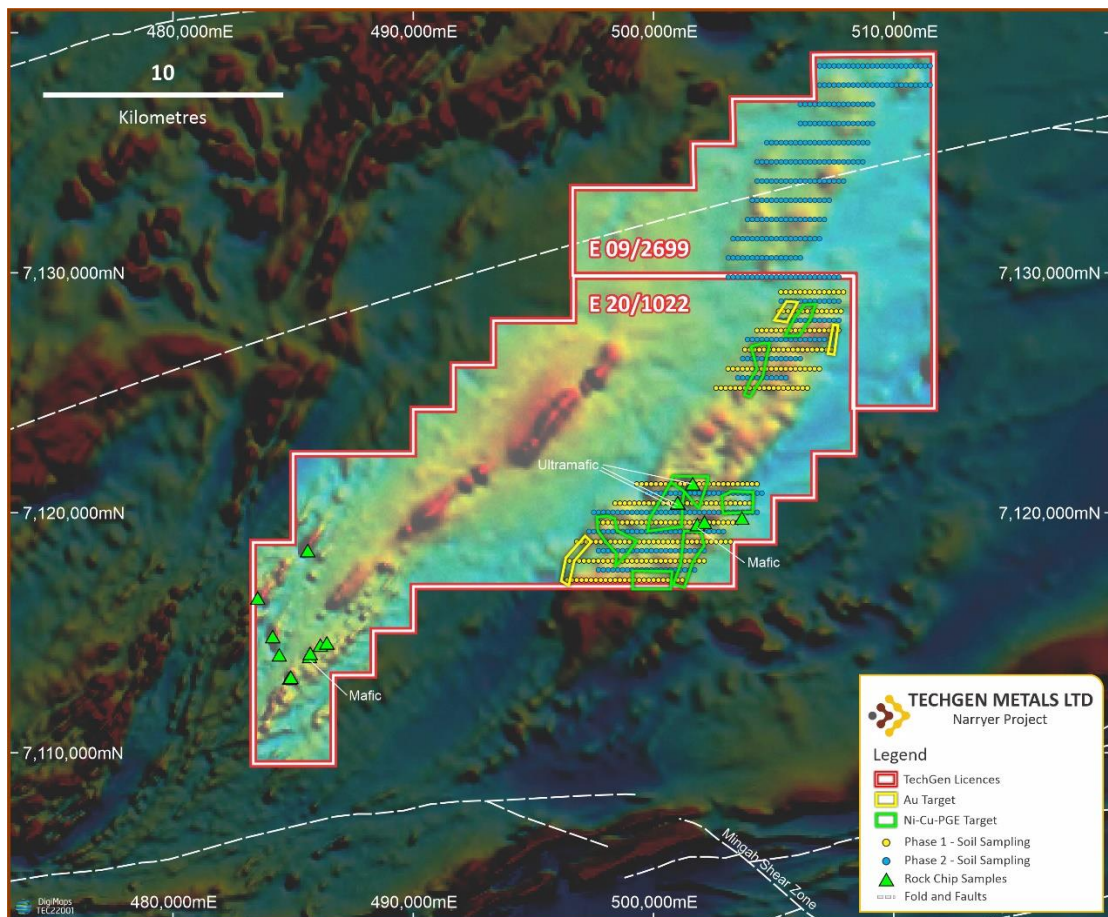 480,000mE
490,000mE
500,000mE
510,000mE
10
Kilometres
E 09/2699
7,130,000mN
7,130,000mN
E 20/1022
Ultramafic
7,120,000mN
7,120,000mN
Mafic
Mafic
7,110,000mN
Mingah Shear Zone
TECHGEN METALS LTD
Narryer Project
Legend
TechGen Licences
Au Target
Ni-Cu-PGE Target
Phase 1 - Soil Sampling
Phase 2 - Soil Sampling
Rock Chip Samples
Fold and Faults
DigiMaps
TEC22001
480,000mE
490,000mE
500,000mE